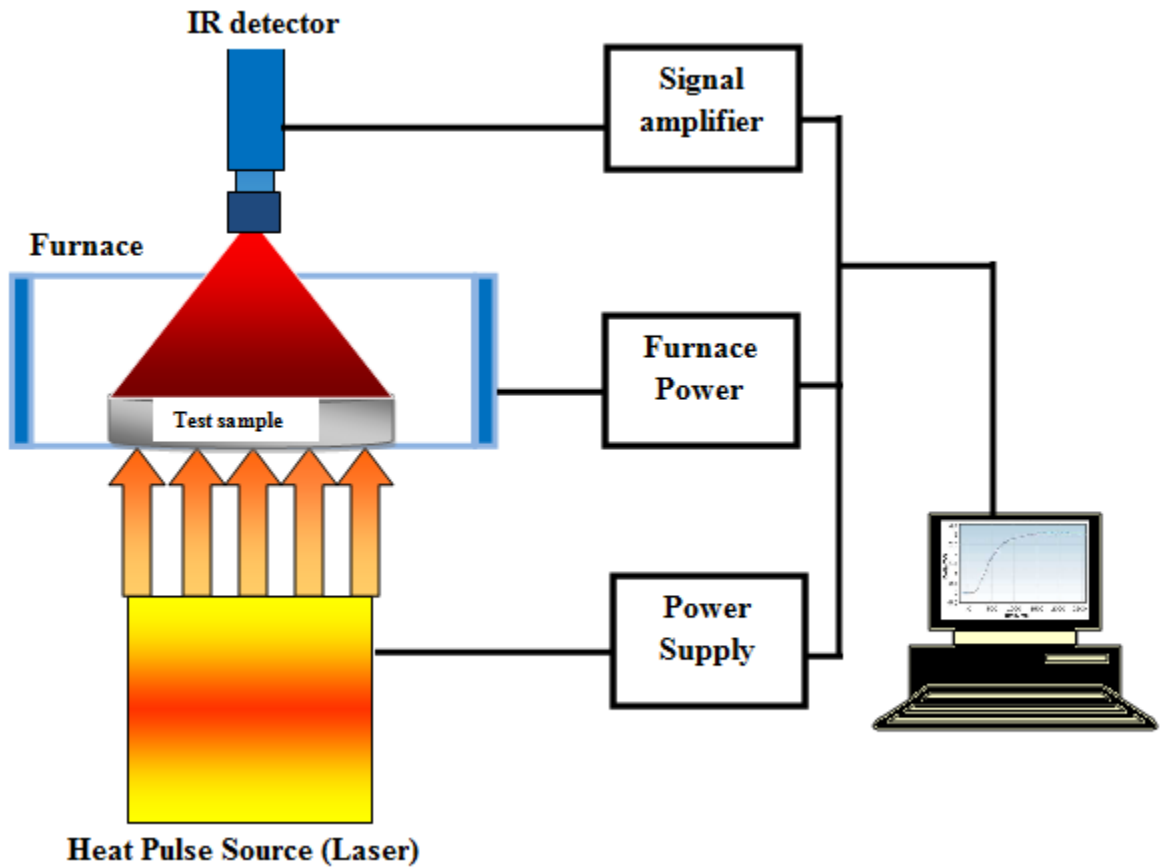 IR detector
Signal
amplifier
Furnace
Furnace
Power
Test sample
Power
Supply
Heat Pulse Source (Laser)